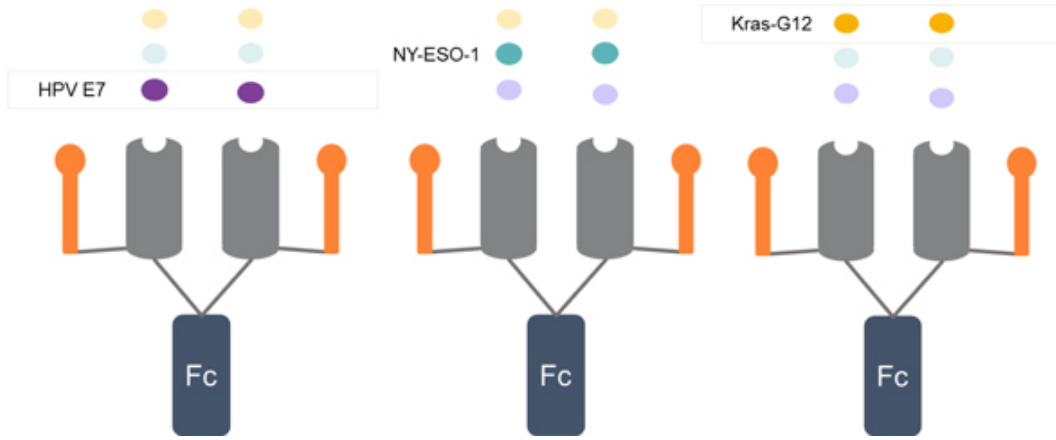 Kras-G12
NY-ESO-1
HPV E7
Fc
Fc
Fc